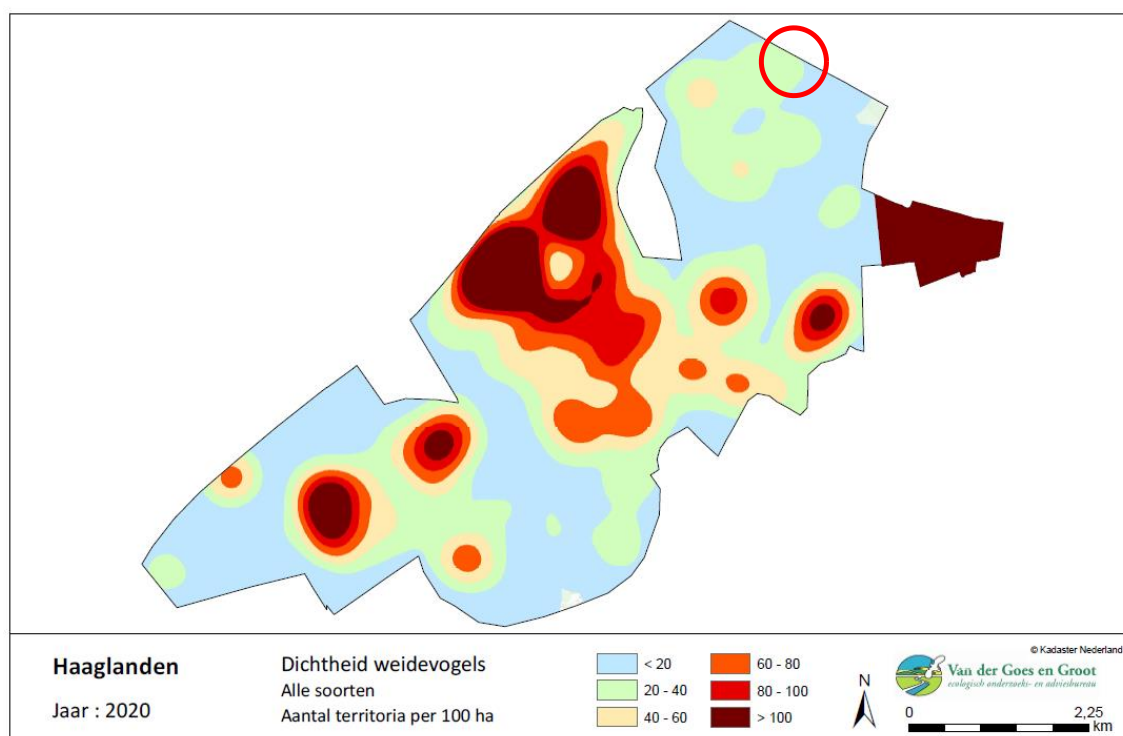 Haaglanden
Jaar : 2020
Dichtheid weidevogels
Alle soorten
Aantal territoria per 100 ha
< 20
20 - 40
40 - 60
60 - 80
80 - 100
> 100
N
© Kadaster Nederland
Van der Goes en Groot
ecologisch onderzoeks- en adviesbureau
0 2,25
km